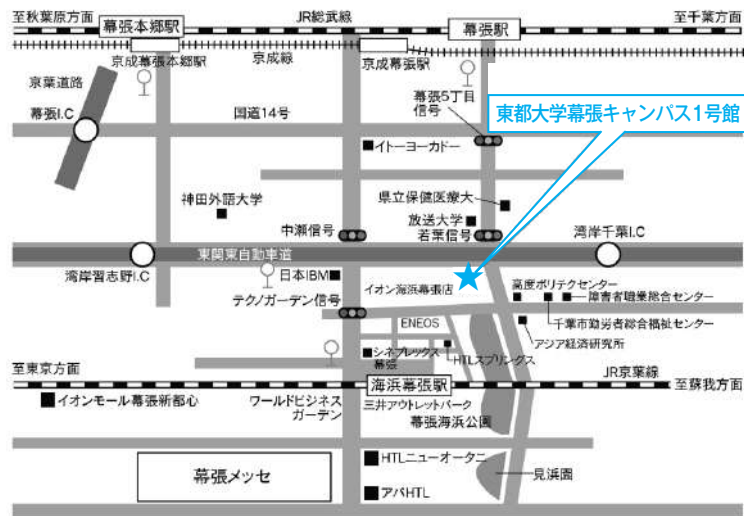 至秋葉原方面
幕張本郷駅
JR総武線
幕張駅
至千葉方面
京成幕張本郷駅
京成線
京成幕張駅
京葉道路
幕張I.C
国道14号
幕張5丁目
信号
東都大学幕張キャンパス1号館
イトーヨーカドー
神田外語大学
県立保健医療大
中瀬信号
放送大学
若葉信号
湾岸千葉I.C
東関東自動車道
湾岸習志野I.C
日本IBM
イオン海浜幕張店
高度ポリテクセンター
障害者職業総合センター
テクノガーデン信号
ENEOS
千葉市勤労者総合福祉センター
アジア経済研究所
シネプレックス
幕張
HTLスプリングス
至東京方面
海浜幕張駅
JR京葉線
至蘇我方面
イオンモール幕張新都心
ワールドビジネス
ガーデン
三井アウトレットパーク
幕張海浜公園
幕張メッセ
HTLニューオータニ
見浜園
アパHTL